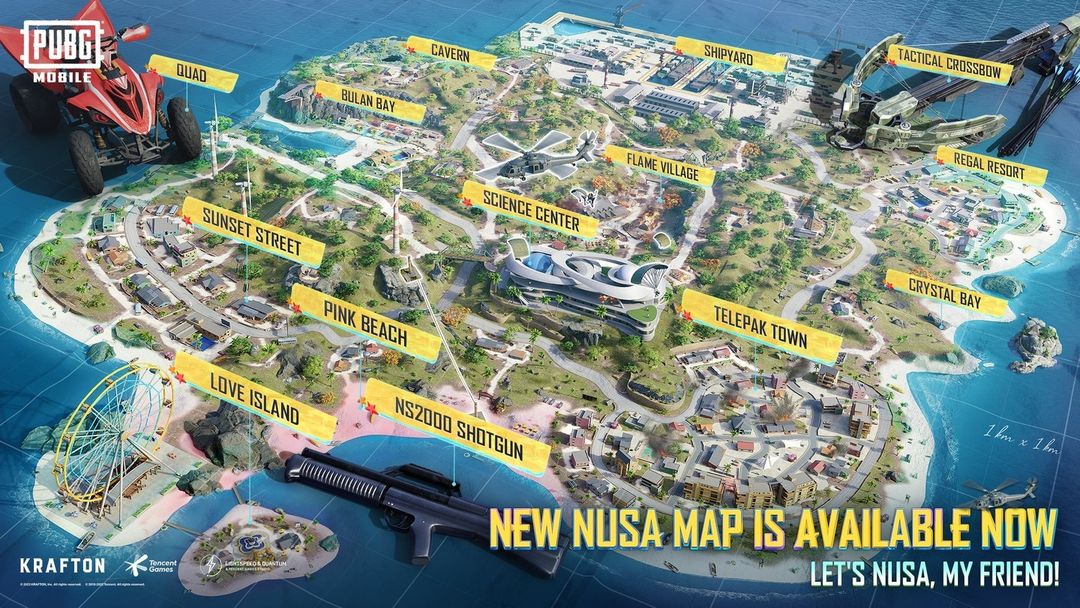 PUBG
MOBILE
QUAD
CAVERN
SHIPYARD
TACTICAL CROSSBOW
BULAN BAY
FLAME VILLAGE
REGAL RESORT
SCIENCE CENTER
SUNSET STREET
CRYSTAL BAY
PINK BEACH
TELEPAK TOWN
LOVE ISLAND
NS2000 SHOTGUN
1 km x 1 km
NEW NUSA MAP IS AVAILABLE NOW
LET'S NUSA, MY FRIEND!
KRAFTON
Tencent
Games
LIGHTSPEED & QUANTUM